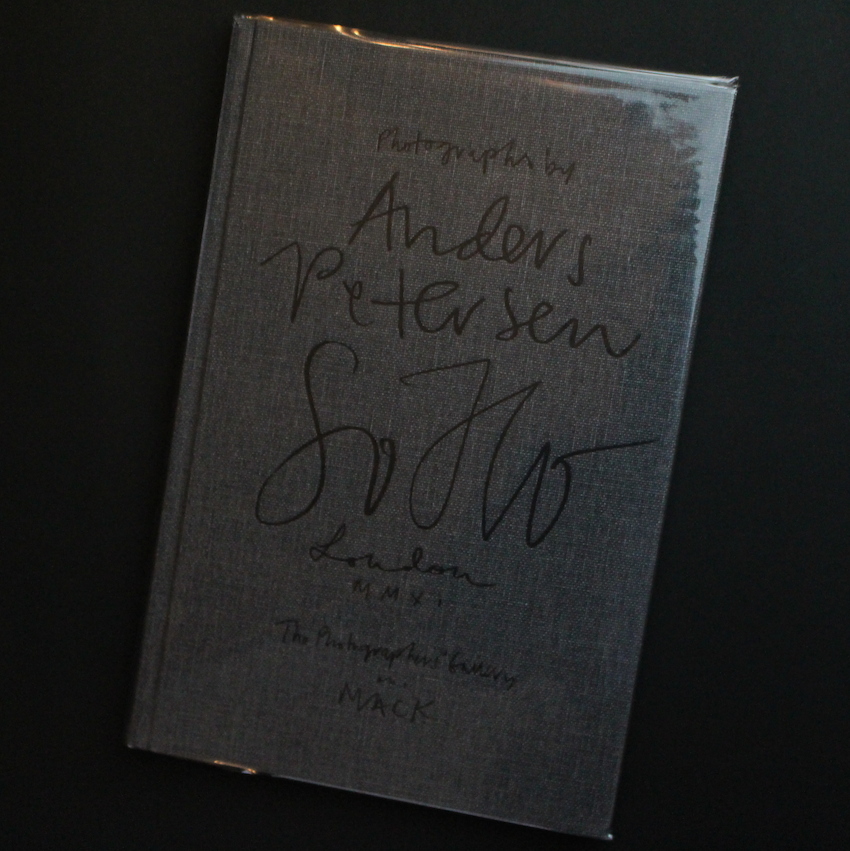 Photographs by
Anders
Petersen
SoHo
London
MMXI
The Photographers' Gallery
MACK